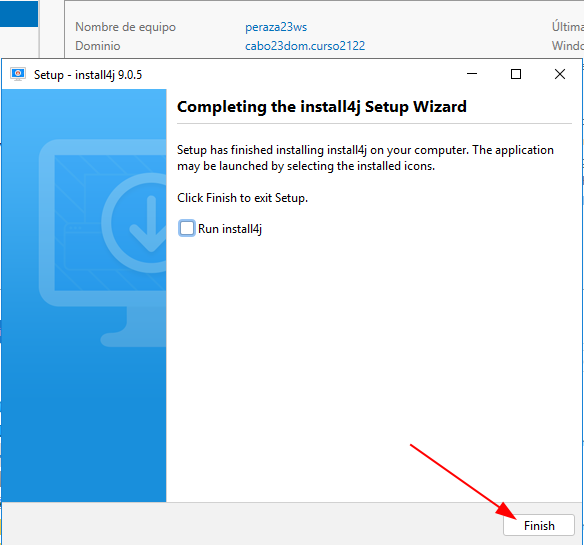 Nombre de equipo peraza23ws Última
Dominio cabo23dom.curso2122 Windo
Setup - install4j 9.0.5
Completing the install4j Setup Wizard
Setup has finished installing install4j on your computer. The application
may be launched by selecting the installed icons.
Click Finish to exit Setup.
Run install4j
Finish